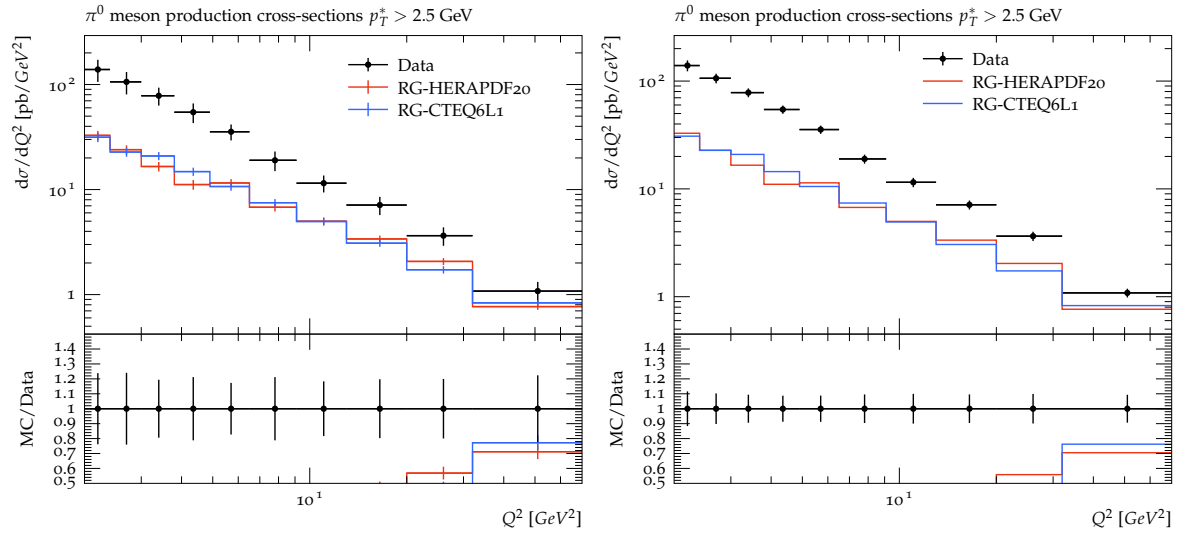 π⁰ meson production cross-sections p*_T > 2.5 GeV
dσ/dQ² [pb/GeV²]
10²
10¹
1
Data
RG-HERAPDF20
RG-CTEQ6L1
MC/Data
1.4
1.3
1.2
1.1
1
0.9
0.8
0.7
0.6
0.5
10¹
Q² [GeV²]
π⁰ meson production cross-sections p*_T > 2.5 GeV
dσ/dQ² [pb/GeV²]
10²
10¹
1
Data
RG-HERAPDF20
RG-CTEQ6L1
MC/Data
1.4
1.3
1.2
1.1
1
0.9
0.8
0.7
0.6
0.5
10¹
Q² [GeV²]